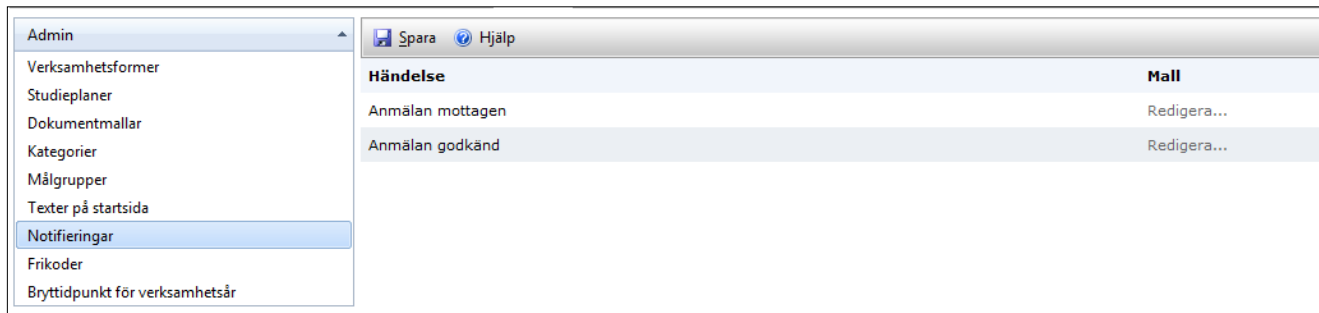 Admin
Verksamhetsformer
Studieplaner
Dokumentmallar
Kategorier
Målgrupper
Texter på startsida
Notifieringar
Frikoder
Bryttidpunkt för verksamhetsår
Spara Hjälp
Händelse Mall
Anmälan mottagen Redigera...
Anmälan godkänd Redigera...